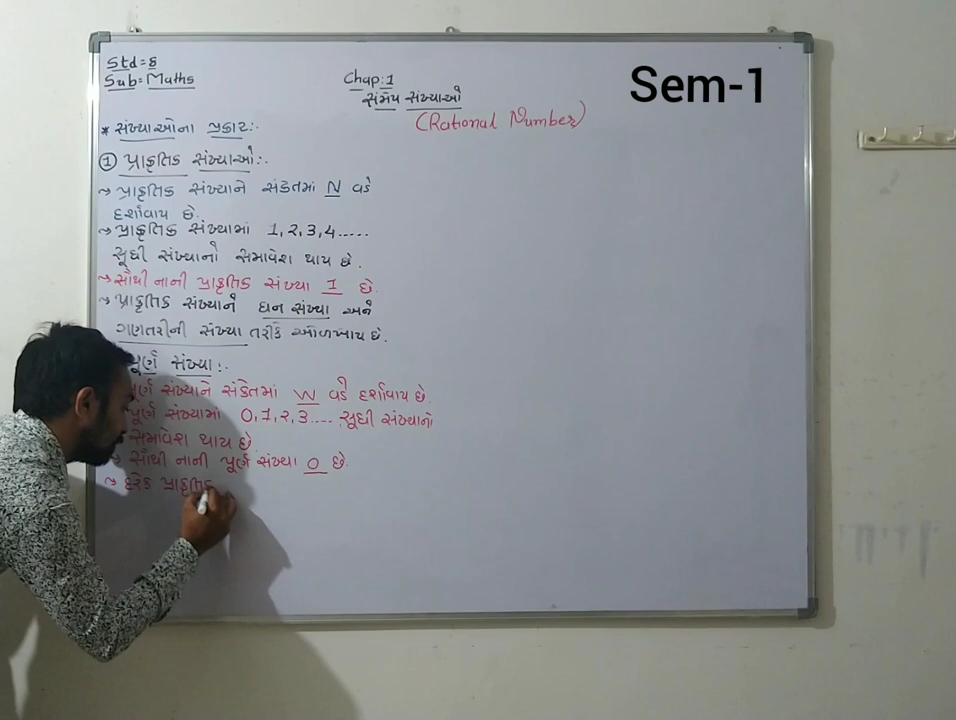 Std = 8
Sub = Maths
Chap:1
સંમેય સંખ્યાઓ
(Rational Number)
Sem-1
* સંખ્યાઓના પ્રકાર:-
① પ્રાકૃતિક સંખ્યાઓ:-
→ પ્રાકૃતિક સંખ્યાને સંકેતમાં N વડે
દર્શાવાય છે.
→ પ્રાકૃતિક સંખ્યામાં 1,2,3,4.....
સુધી સંખ્યાનો સમાવેશ થાય છે.
→ સૌથી નાની પ્રાકૃતિક સંખ્યા 1 છે.
→ પ્રાકૃતિક સંખ્યાને ઘન સંખ્યા અને
ગણતરીની સંખ્યા તરીકે ઓળખાય છે.
પૂર્ણ સંખ્યા:-
પૂર્ણ સંખ્યાને સંકેતમાં W વડે દર્શાવાય છે.
પૂર્ણ સંખ્યામાં 0,1,2,3.... સુધી સંખ્યાનો
સમાવેશ થાય છે.
→ સૌથી નાની પૂર્ણ સંખ્યા 0 છે.
→ દરેક પ્રાકૃતિક